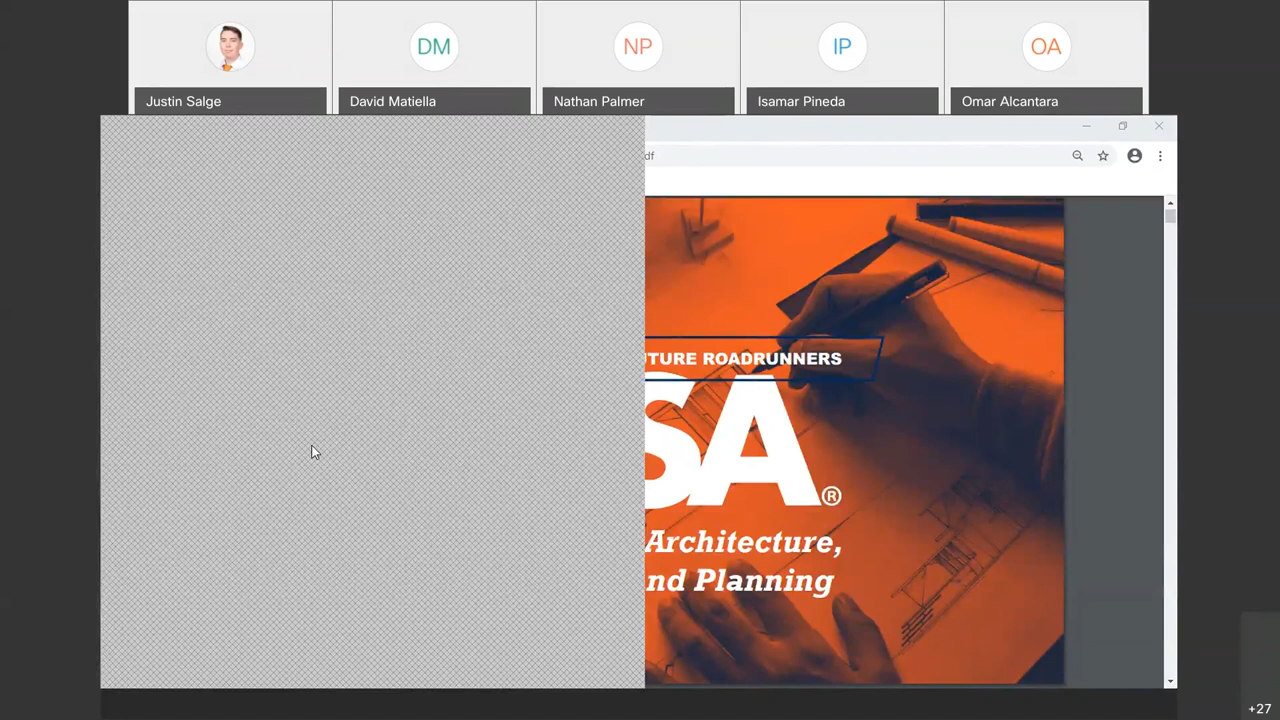 DM
NP
IP
OA
Justin Salge
David Matiella
Nathan Palmer
Isamar Pineda
Omar Alcantara
df
UTURE ROADRUNNERS
SA®
Architecture,
nd Planning
+27